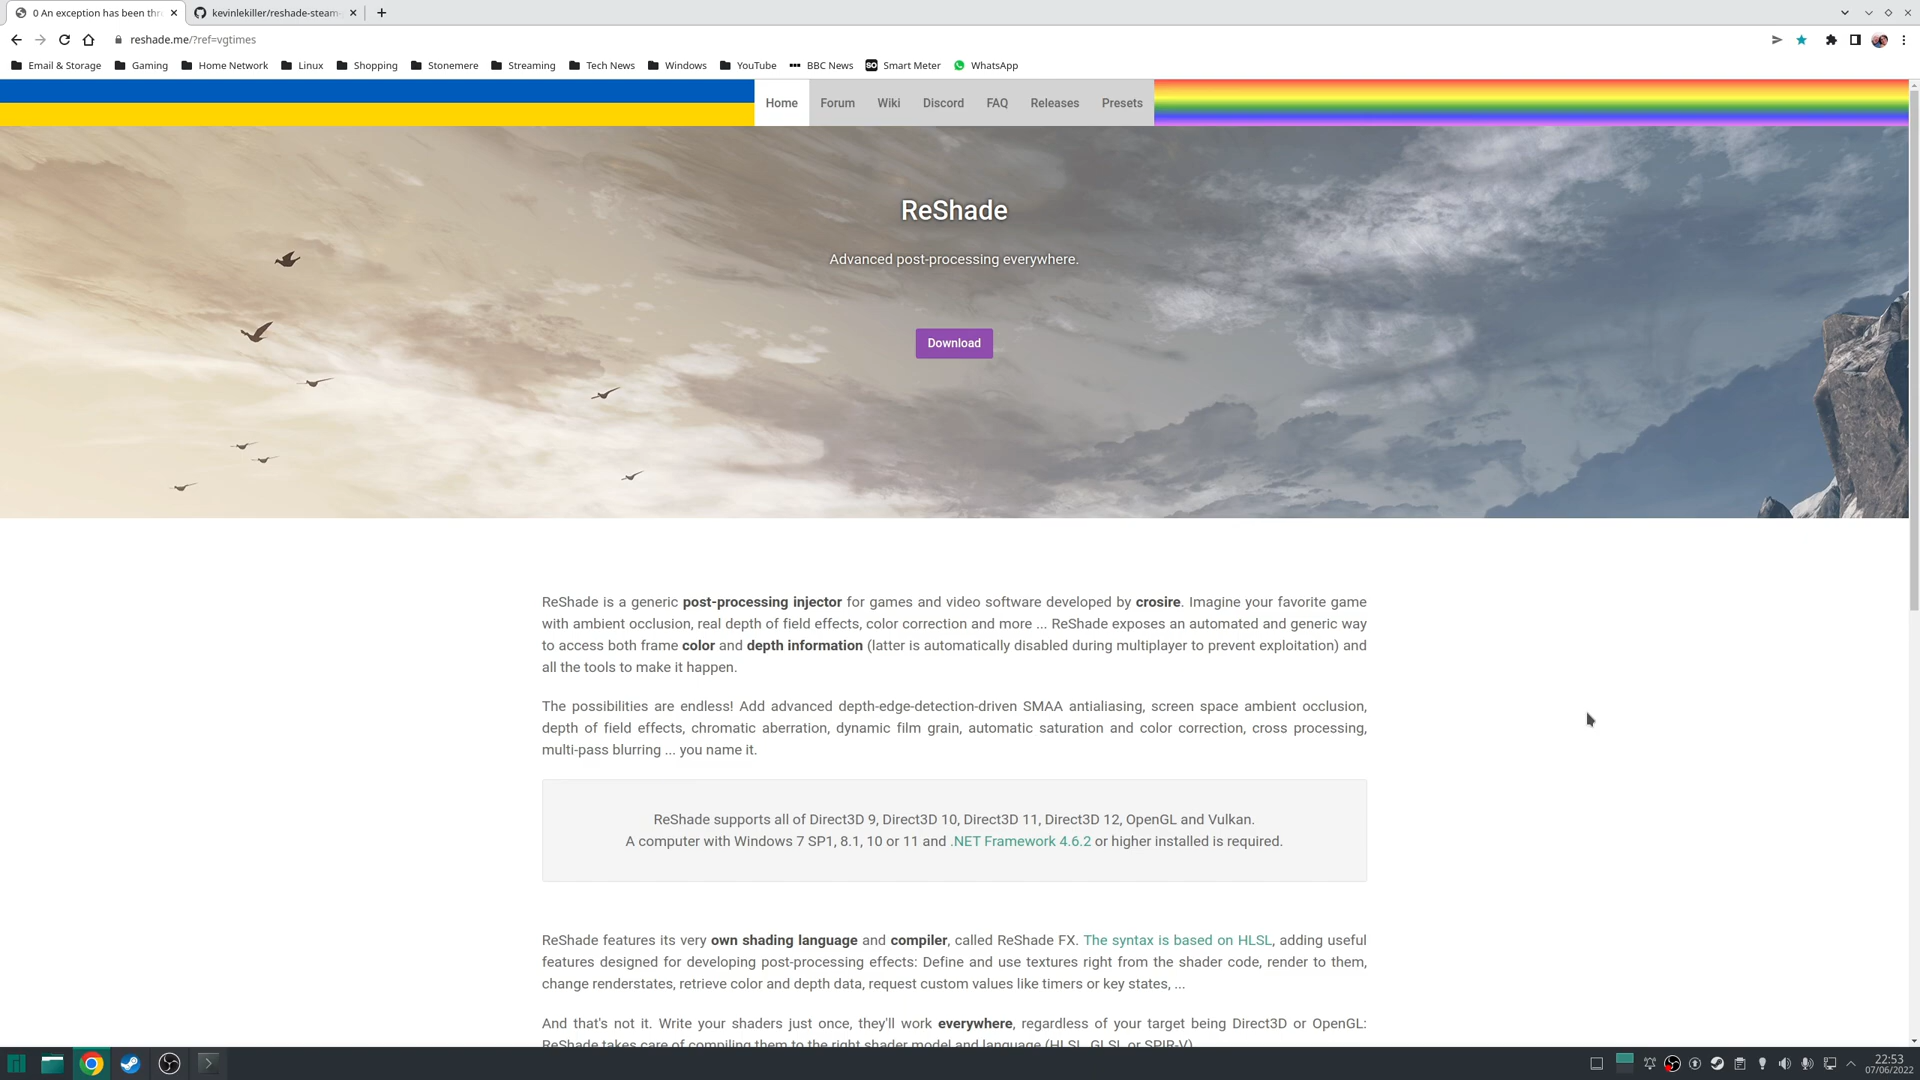 0 An exception has been thr
kevinlekiller/reshade-steam-
reshade.me/?ref=vgtimes
Email & Storage
Gaming
Home Network
Linux
Shopping
Stonemere
Streaming
Tech News
Windows
YouTube
BBC News
Smart Meter
WhatsApp
Home
Forum
Wiki
Discord
FAQ
Releases
Presets
ReShade
Advanced post-processing everywhere.
Download
ReShade is a generic post-processing injector for games and video software developed by crosire. Imagine your favorite game
with ambient occlusion, real depth of field effects, color correction and more ... ReShade exposes an automated and generic way
to access both frame color and depth information (latter is automatically disabled during multiplayer to prevent exploitation) and
all the tools to make it happen.
The possibilities are endless! Add advanced depth-edge-detection-driven SMAA antialiasing, screen space ambient occlusion,
depth of field effects, chromatic aberration, dynamic film grain, automatic saturation and color correction, cross processing,
multi-pass blurring ... you name it.
ReShade supports all of Direct3D 9, Direct3D 10, Direct3D 11, Direct3D 12, OpenGL and Vulkan.
A computer with Windows 7 SP1, 8.1, 10 or 11 and .NET Framework 4.6.2 or higher installed is required.
ReShade features its very own shading language and compiler, called ReShade FX. The syntax is based on HLSL, adding useful
features designed for developing post-processing effects: Define and use textures right from the shader code, render to them,
change renderstates, retrieve color and depth data, request custom values like timers or key states, ...
And that's not it. Write your shaders just once, they'll work everywhere, regardless of your target being Direct3D or OpenGL:
ReShade takes care of compiling them to the right shader model and language (HLSL, GLSL or SPIR-V).
22:53
07/06/2022